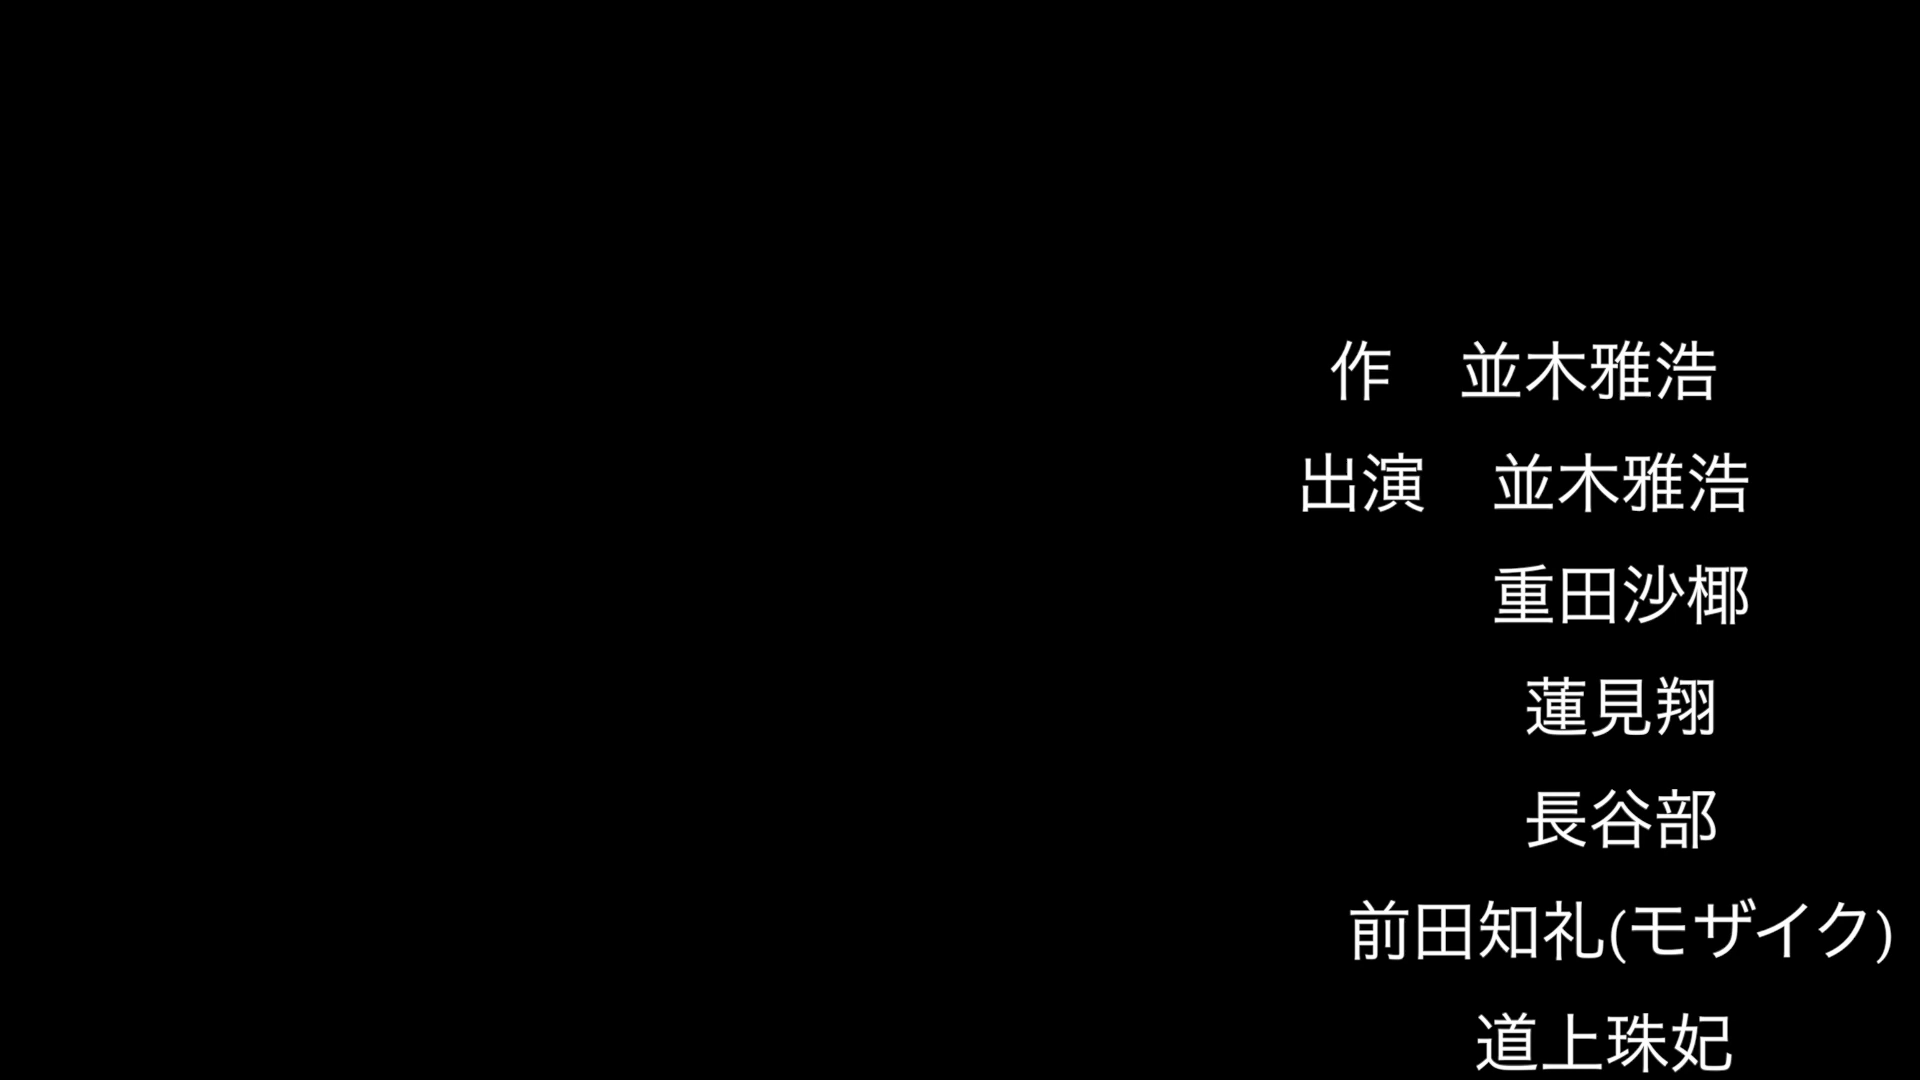 作　並木雅浩
出演　並木雅浩
重田沙椰
蓮見翔
長谷部
前田知礼(モザイク)
道上珠妃